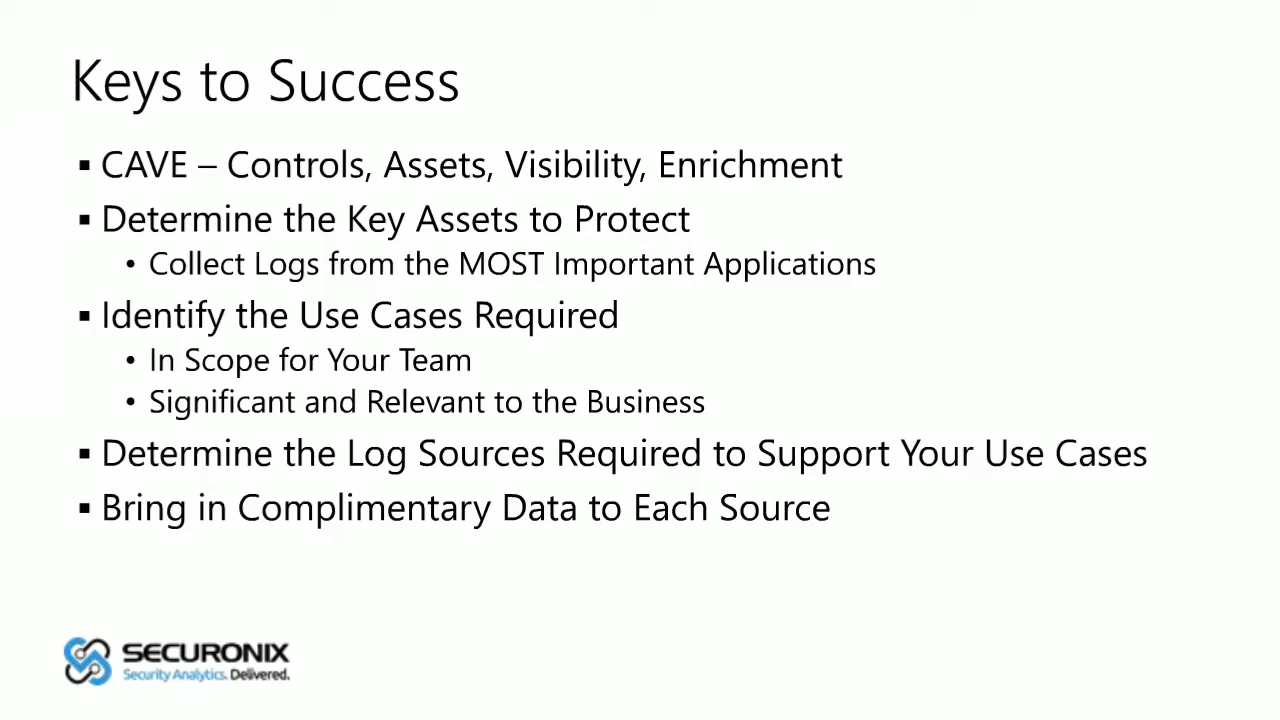 Keys to Success
▪ CAVE – Controls, Assets, Visibility, Enrichment
▪ Determine the Key Assets to Protect
• Collect Logs from the MOST Important Applications
▪ Identify the Use Cases Required
• In Scope for Your Team
• Significant and Relevant to the Business
▪ Determine the Log Sources Required to Support Your Use Cases
▪ Bring in Complimentary Data to Each Source
SECURONIX
Security Analytics. Delivered.